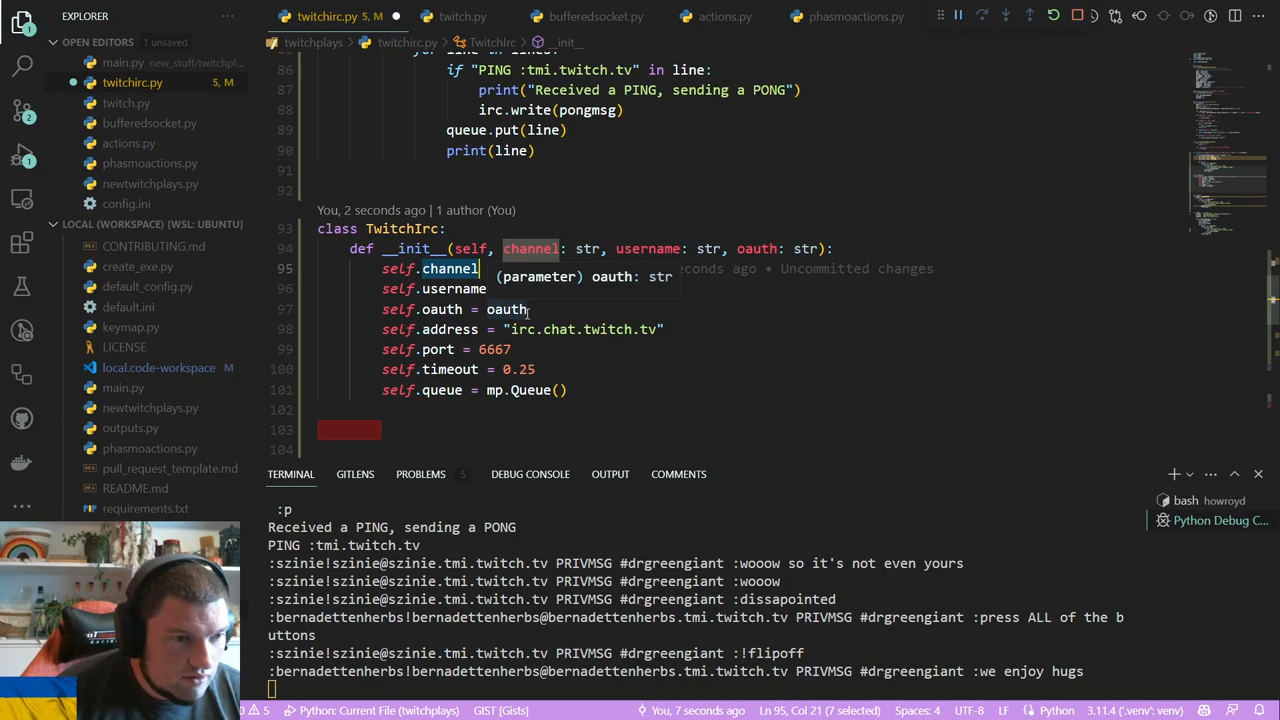 EXPLORER
OPEN EDITORS 1 unsaved
main.py new_stuff/twitchpl...
twitchirc.py 5, M
twitch.py
bufferedsocket.py
actions.py
phasmoactions.py
newtwitchplays.py
config.ini
LOCAL (WORKSPACE) [WSL: UBUNTU]
CONTRIBUTING.md
create_exe.py
default_config.py
default.ini
keymap.py
LICENSE
local.code-workspace M
main.py
newtwitchplays.py
outputs.py
phasmoactions.py
pull_request_template.md
README.md
requirements.txt
twitchirc.py 5, M
twitch.py
bufferedsocket.py
actions.py
phasmoactions.py
twitchplays > twitchirc.py > TwitchIrc > __init__
86 if "PING :tmi.twitch.tv" in line:
87 print("Received a PING, sending a PONG")
88 irc.write(pongmsg)
89 queue.put(line)
90 print(line)
91
92
You, 2 seconds ago | 1 author (You)
93 class TwitchIrc:
94 def __init__(self, channel: str, username: str, oauth: str):
95 self.channel econds ago • Uncommitted changes
(parameter) oauth: str
96 self.username
97 self.oauth = oauth
98 self.address = "irc.chat.twitch.tv"
99 self.port = 6667
100 self.timeout = 0.25
101 self.queue = mp.Queue()
102
103
104
TERMINAL GITLENS PROBLEMS 5 DEBUG CONSOLE OUTPUT COMMENTS
:p
Received a PING, sending a PONG
PING :tmi.twitch.tv
:szinie!szinie@szinie.tmi.twitch.tv PRIVMSG #drgreengiant :wooow so it's not even yours
:szinie!szinie@szinie.tmi.twitch.tv PRIVMSG #drgreengiant :wooow
:szinie!szinie@szinie.tmi.twitch.tv PRIVMSG #drgreengiant :dissapointed
:bernadettenherbs!bernadettenherbs@bernadettenherbs.tmi.twitch.tv PRIVMSG #drgreengiant :press ALL of the b
uttons
:szinie!szinie@szinie.tmi.twitch.tv PRIVMSG #drgreengiant :!flipoff
:bernadettenherbs!bernadettenherbs@bernadettenherbs.tmi.twitch.tv PRIVMSG #drgreengiant :we enjoy hugs
bash howroyd
Python Debug C...
0 5 Python: Current File (twitchplays) GIST [Gists] You, 7 seconds ago Ln 95, Col 21 (7 selected) Spaces: 4 UTF-8 LF Python 3.11.4 ('.venv': venv)